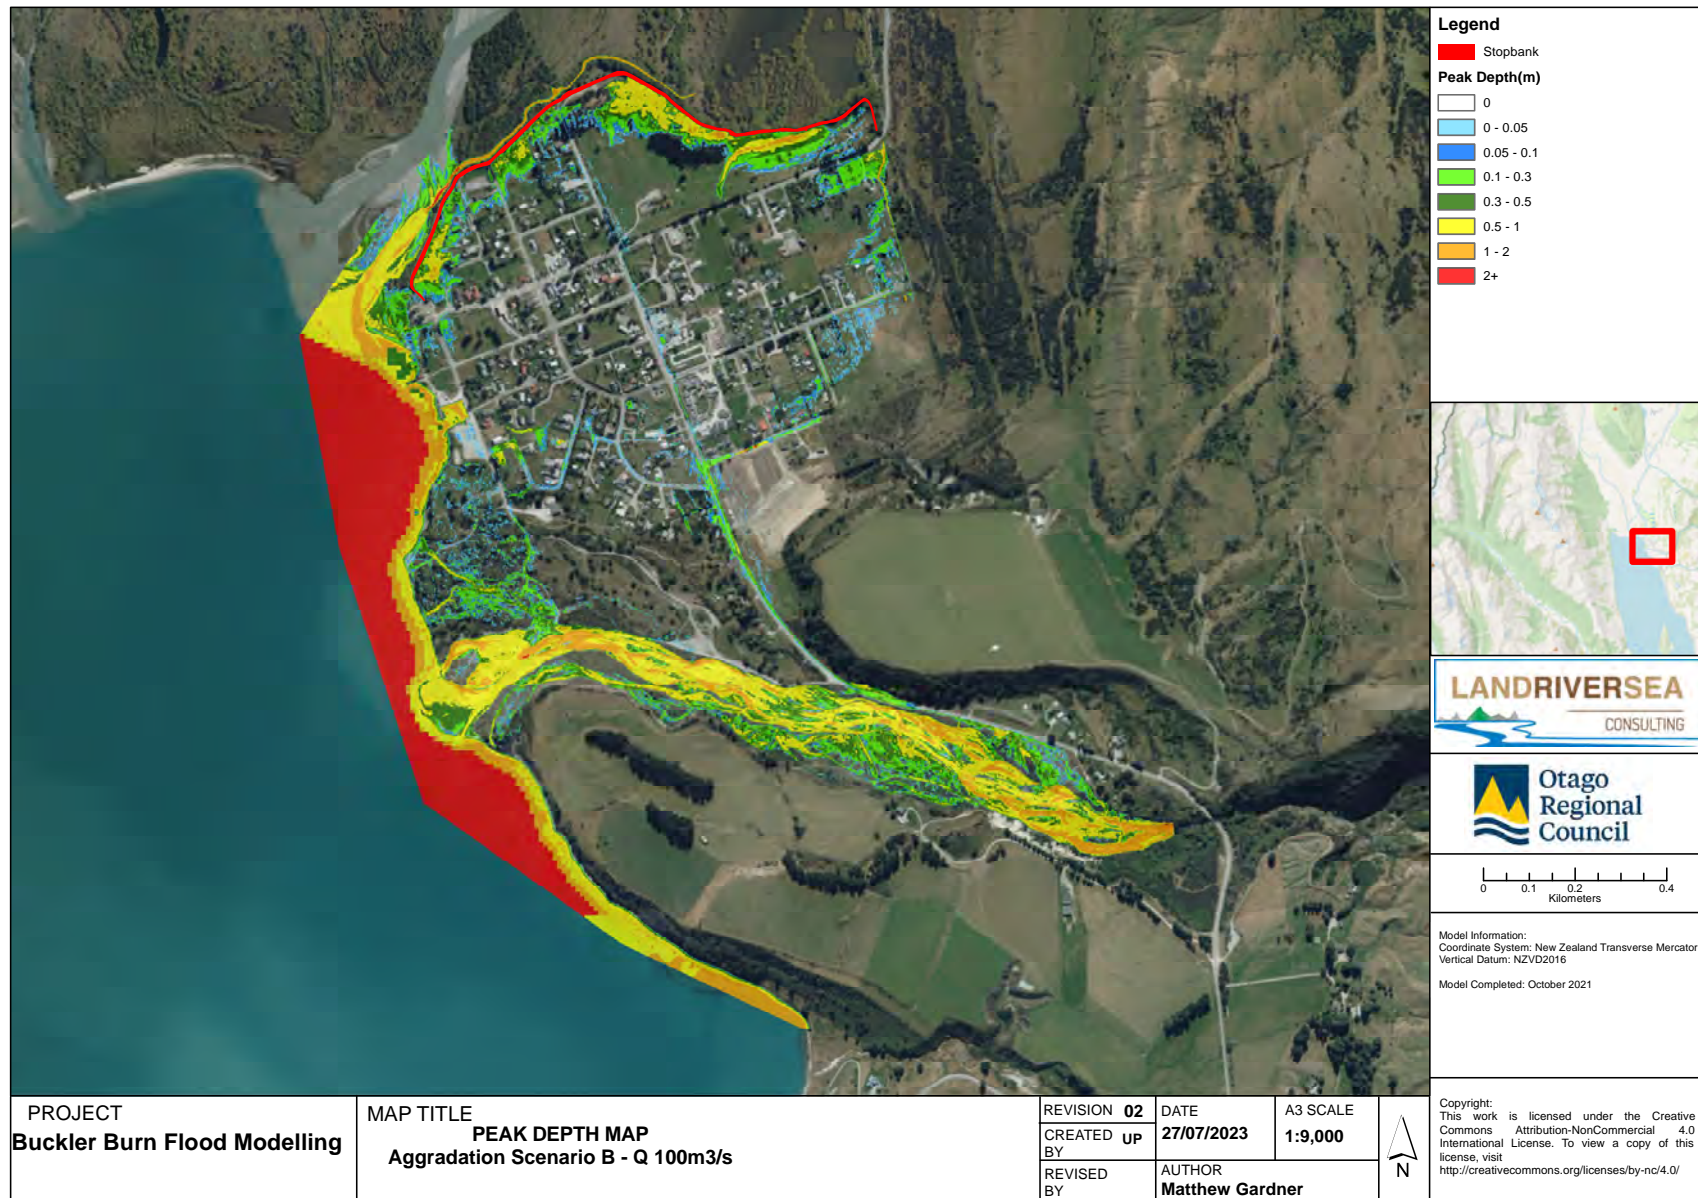 Legend
Stopbank
Peak Depth(m)
0
0 - 0.05
0.05 - 0.1
0.1 - 0.3
0.3 - 0.5
0.5 - 1
1 - 2
2+
LANDRIVERSEA
CONSULTING
Otago
Regional
Council
0 0.1 0.2 0.4
Kilometers
Model Information:
Coordinate System: New Zealand Transverse Mercator
Vertical Datum: NZVD2016
Model Completed: October 2021
Copyright:
This work is licensed under the Creative
Commons Attribution-NonCommercial 4.0
International License. To view a copy of this
license, visit
http://creativecommons.org/licenses/by-nc/4.0/
PROJECT
Buckler Burn Flood Modelling
MAP TITLE
PEAK DEPTH MAP
Aggradation Scenario B - Q 100m3/s
REVISION 02
CREATED BY UP
REVISED BY
DATE
27/07/2023
A3 SCALE
1:9,000
AUTHOR
Matthew Gardner
N